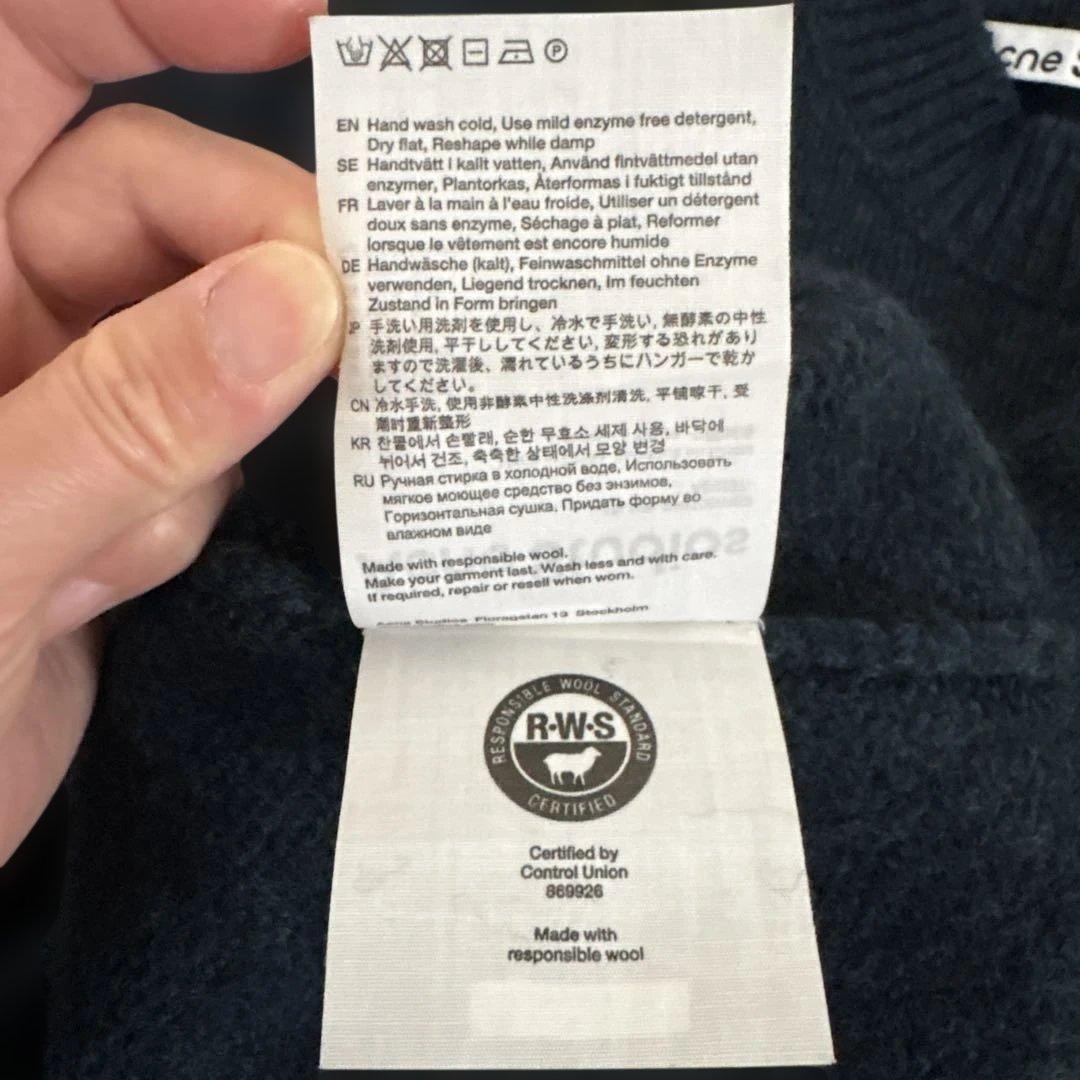 cne S
P
EN Hand wash cold, Use mild enzyme free detergent,
Dry flat, Reshape while damp
SE Handtvätt i kallt vatten, Använd fintvättmedel utan
enzymer, Plantorkas, Återformas i fuktigt tillstånd
FR Laver à la main à l'eau froide, Utiliser un détergent
doux sans enzyme, Séchage à plat, Reformer
lorsque le vêtement est encore humide
DE Handwäsche (kalt), Feinwaschmittel ohne Enzyme
verwenden, Liegend trocknen, Im feuchten
Zustand in Form bringen
JP 手洗い用洗剤を使用し、冷水で手洗い, 無酵素の中性
洗剤使用, 平干ししてください, 変形する恐れがあり
ますので洗濯後、濡れているうちにハンガーで乾か
してください。
CN 冷水手洗, 使用非酵素中性洗涤剂清洗, 平铺晾干, 受
潮时重新整形
KR 찬물에서 손빨래, 순한 무효소 세제 사용, 바닥에
뉘어서 건조, 축축한 상태에서 모양 변경
RU Ручная стирка в холодной воде, Использовать
мягкое моющее средство без энзимов,
Горизонтальная сушка, Придать форму во
влажном виде
Made with responsible wool.
Make your garment last. Wash less and with care.
If required, repair or resell when worn.
Acne Studios Floragatan 13 Stockholm
RESPONSIBLE WOOL STANDARD
R·W·S
CERTIFIED
Certified by
Control Union
869926
Made with
responsible wool